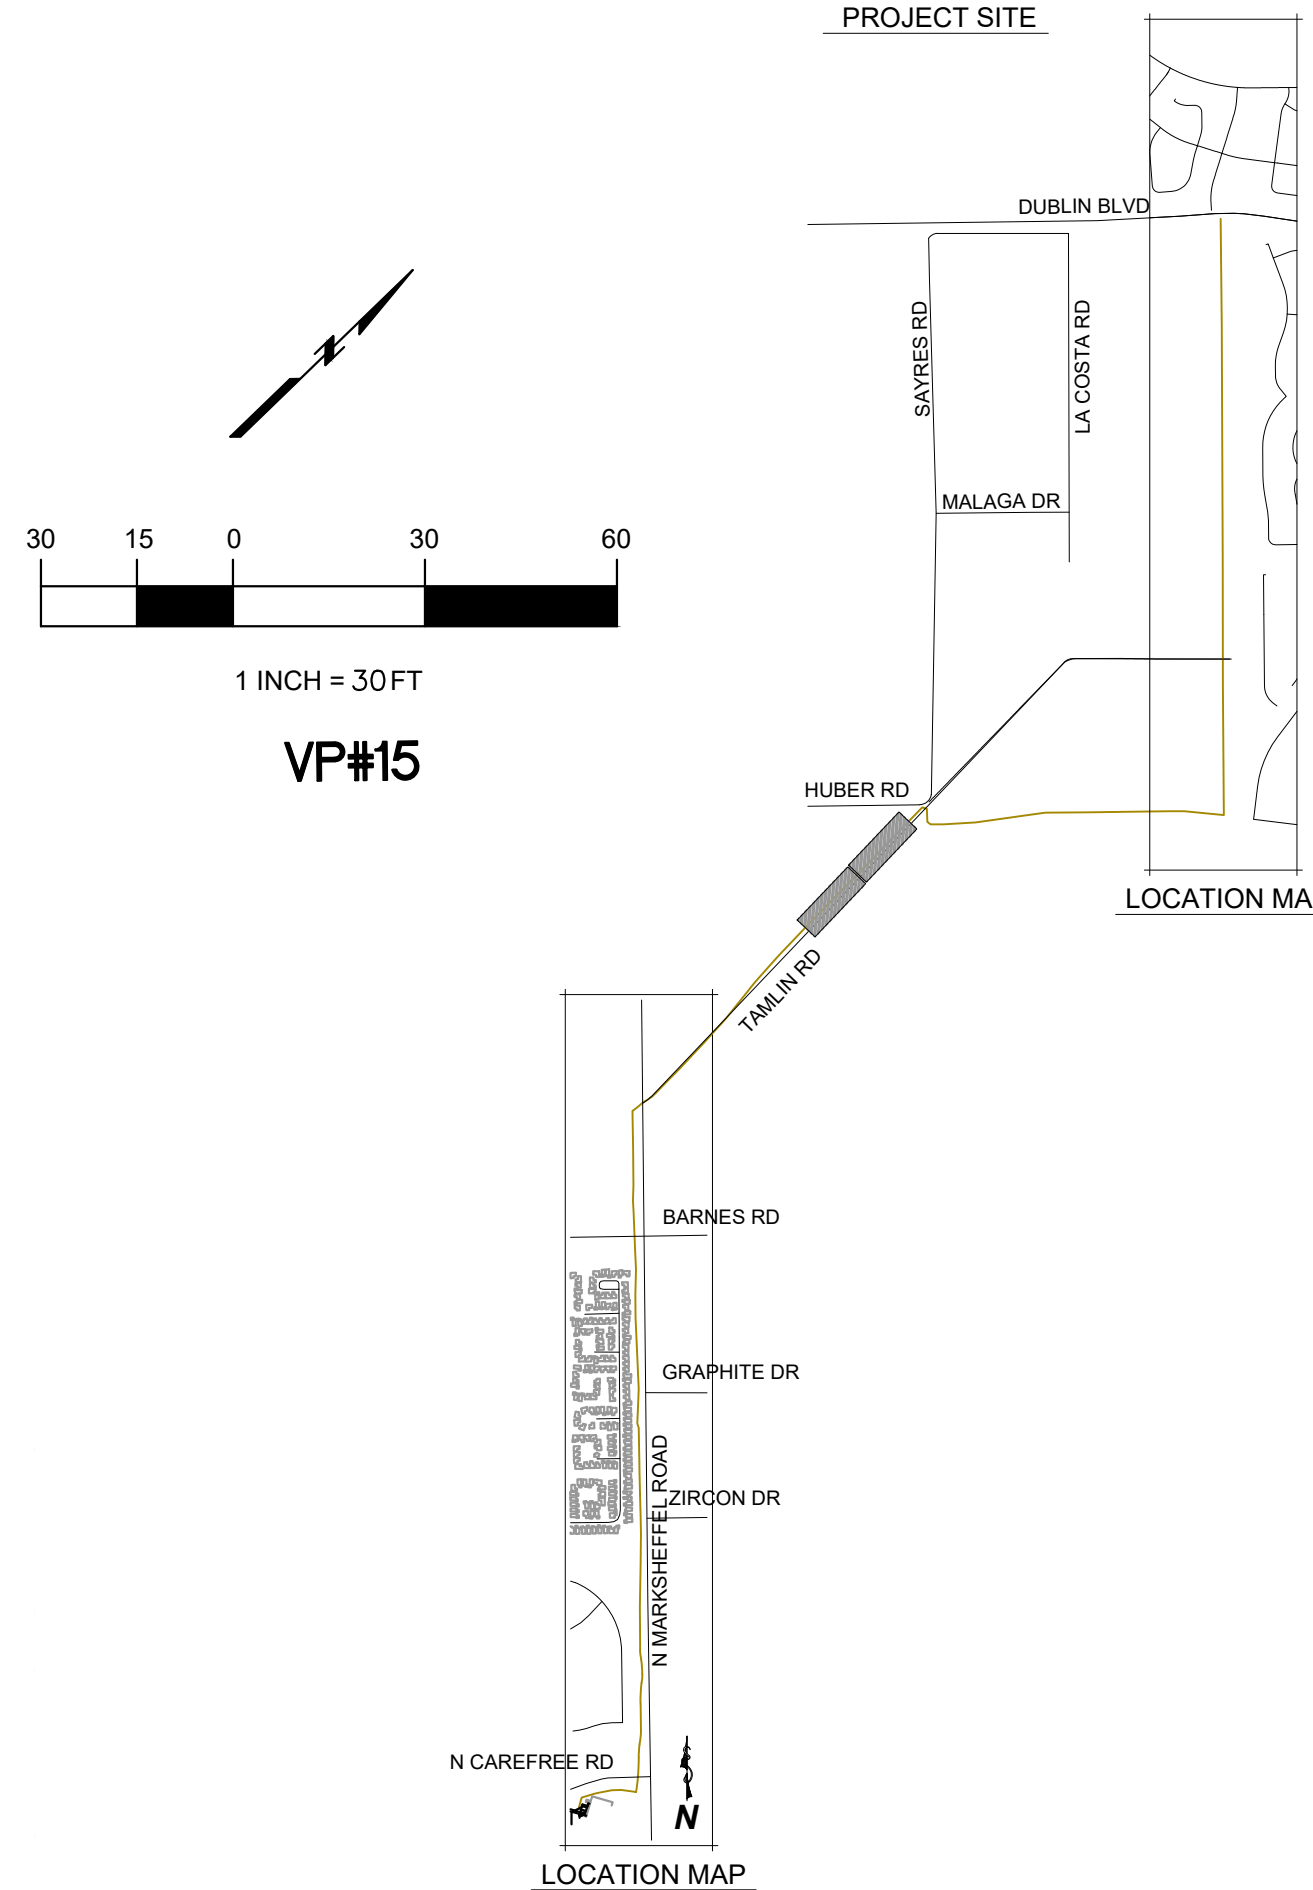 PROJECT SITE
DUBLIN BLVD
SAYRES RD
LA COSTA RD
MALAGA DR
N
30 15 0 30 60
1 INCH = 30 FT
VP#15
HUBER RD
LOCATION MA
TAMLIN RD
BARNES RD
GRAPHITE DR
N MARKSHEFFEL ROAD
ZIRCON DR
N CAREFREE RD
N
LOCATION MAP